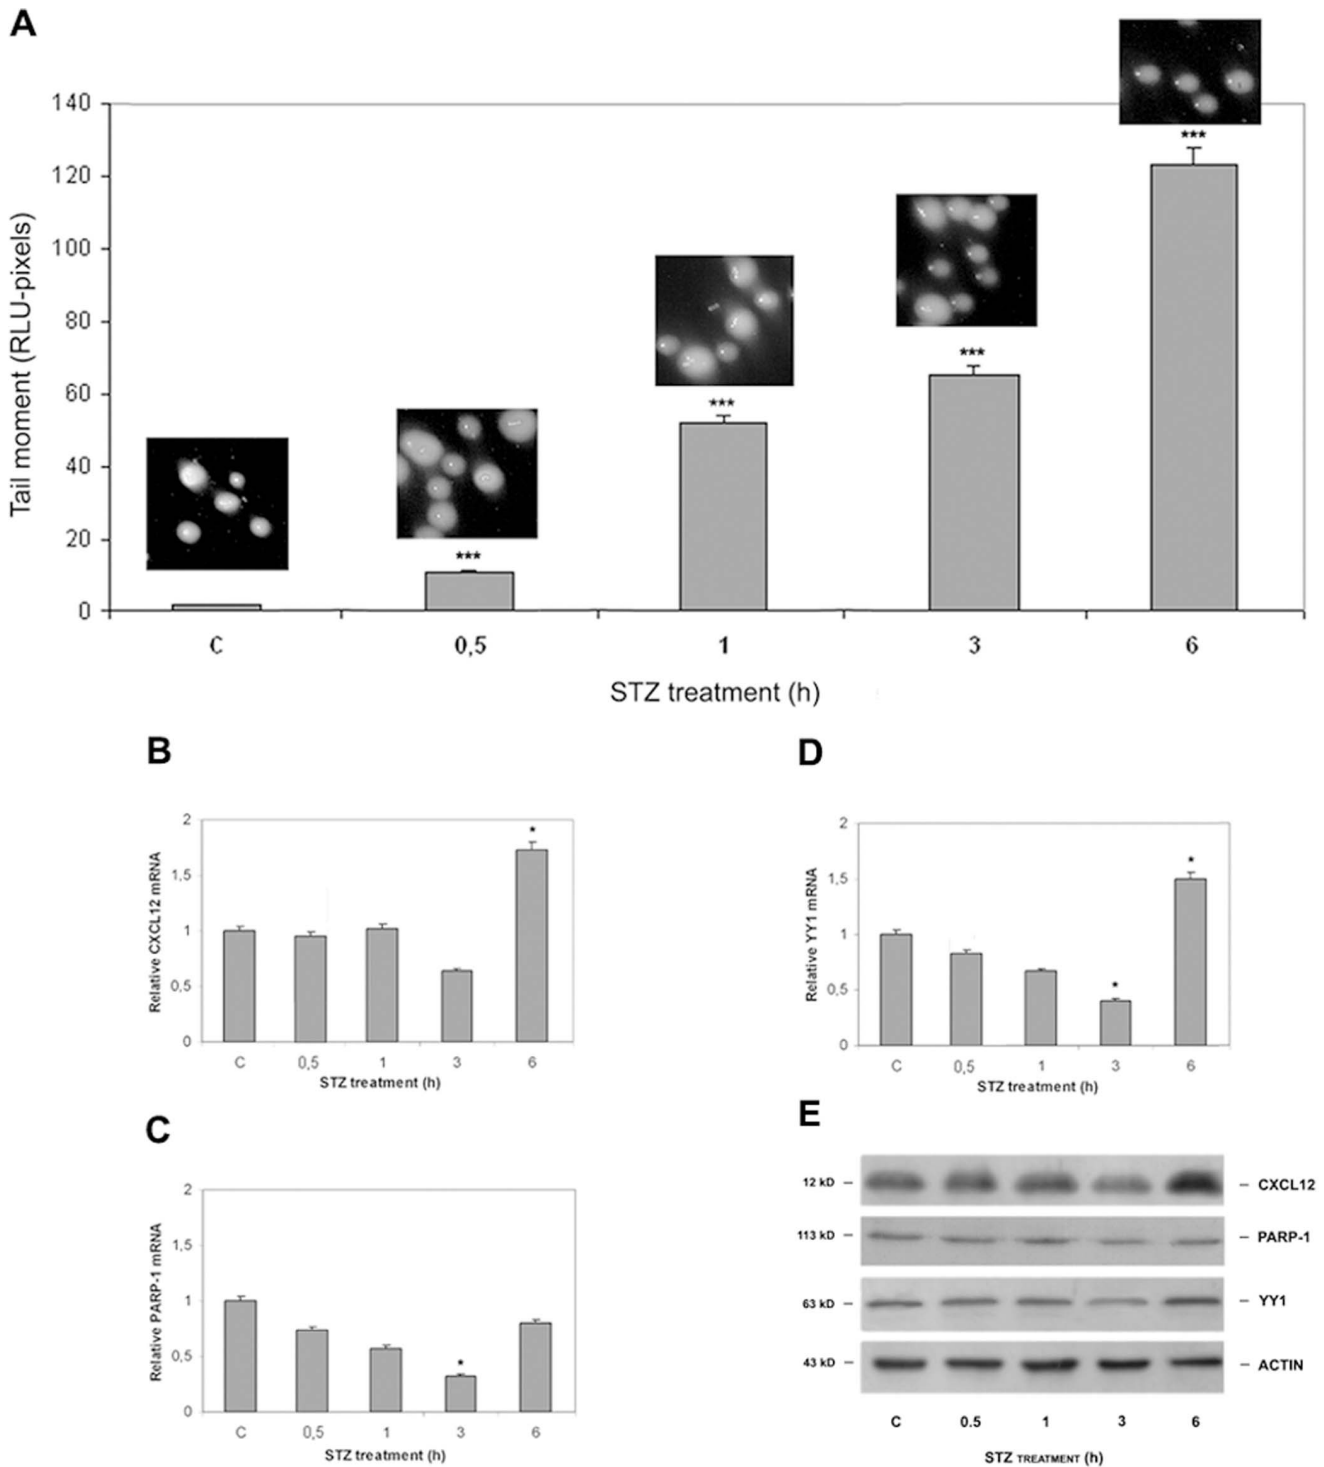 A
Tail moment (RLU-pixels)
140
120
100
80
60
40
20
0
***
***
***
***
C 0,5 1 3 6
STZ treatment (h)
B
Relative CXCL12 mRNA
2
1,5
1
0,5
0
*
C 0,5 1 3 6
STZ treatment (h)
D
Relative YY1 mRNA
2
1,5
1
0,5
0
*
*
C 0,5 1 3 6
STZ treatment (h)
C
Relative PARP-1 mRNA
2
1,5
1
0,5
0
*
C 0,5 1 3 6
STZ treatment (h)
E
12 kD – – CXCL12
113 kD – – PARP-1
63 kD – – YY1
43 kD – – ACTIN
C 0.5 1 3 6
STZ TREATMENT (h)